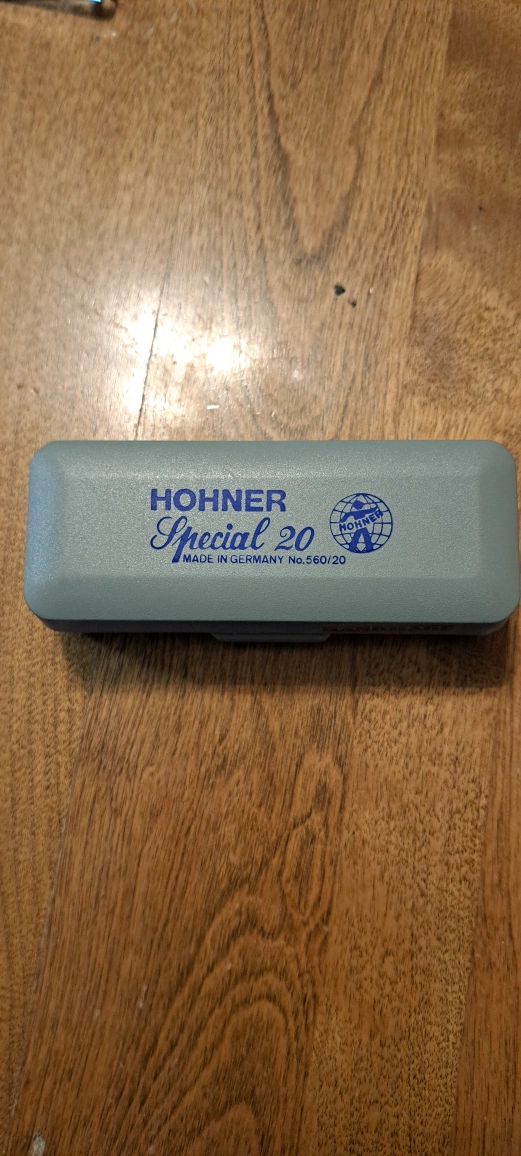 HOHNER
Special 20
MADE IN GERMANY No.560/20
HOHNER